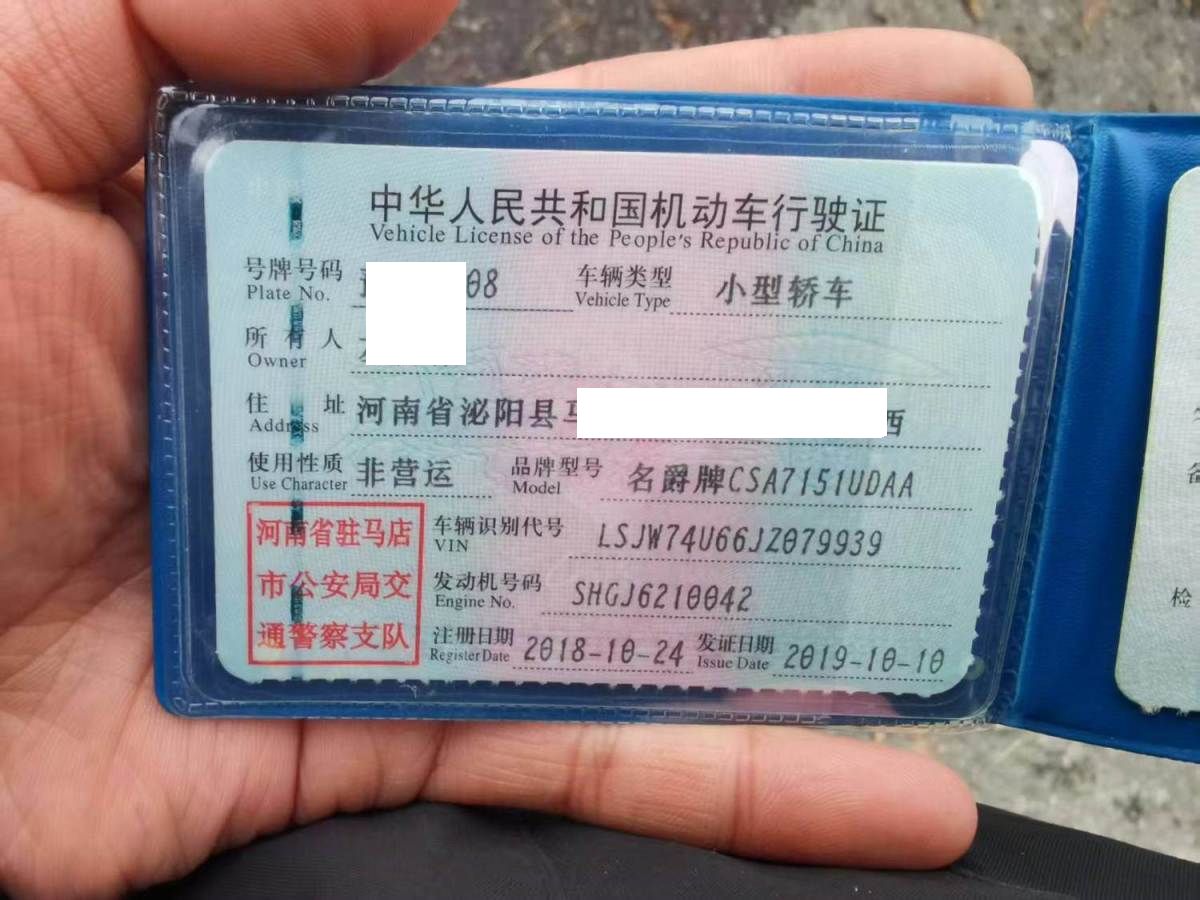 中华人民共和国机动车行驶证
Vehicle License of the People's Republic of China
号牌号码 08 车辆类型 小型轿车
Plate No. Vehicle Type
所有人
Owner
住址 河南省泌阳县 西
Address
使用性质 非营运 品牌型号 名爵牌CSA7151UDAA
Use Character Model
河南省驻马店
市公安局交
通警察支队
车辆识别代号 LSJW74U66JZ079939
VIN
发动机号码 SHGJ6210042
Engine No.
注册日期 2018-10-24 发证日期 2019-10-10
Register Date Issue Date
检